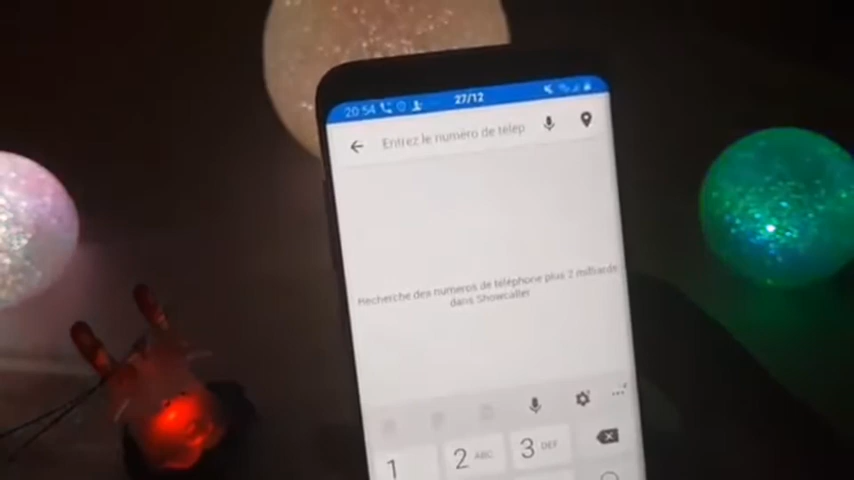 20:54 27/12
Entrez le numéro de télép
Recherche des numéros de téléphone plus 2 milliards
dans Showcaller
1 2 ABC 3 DEF